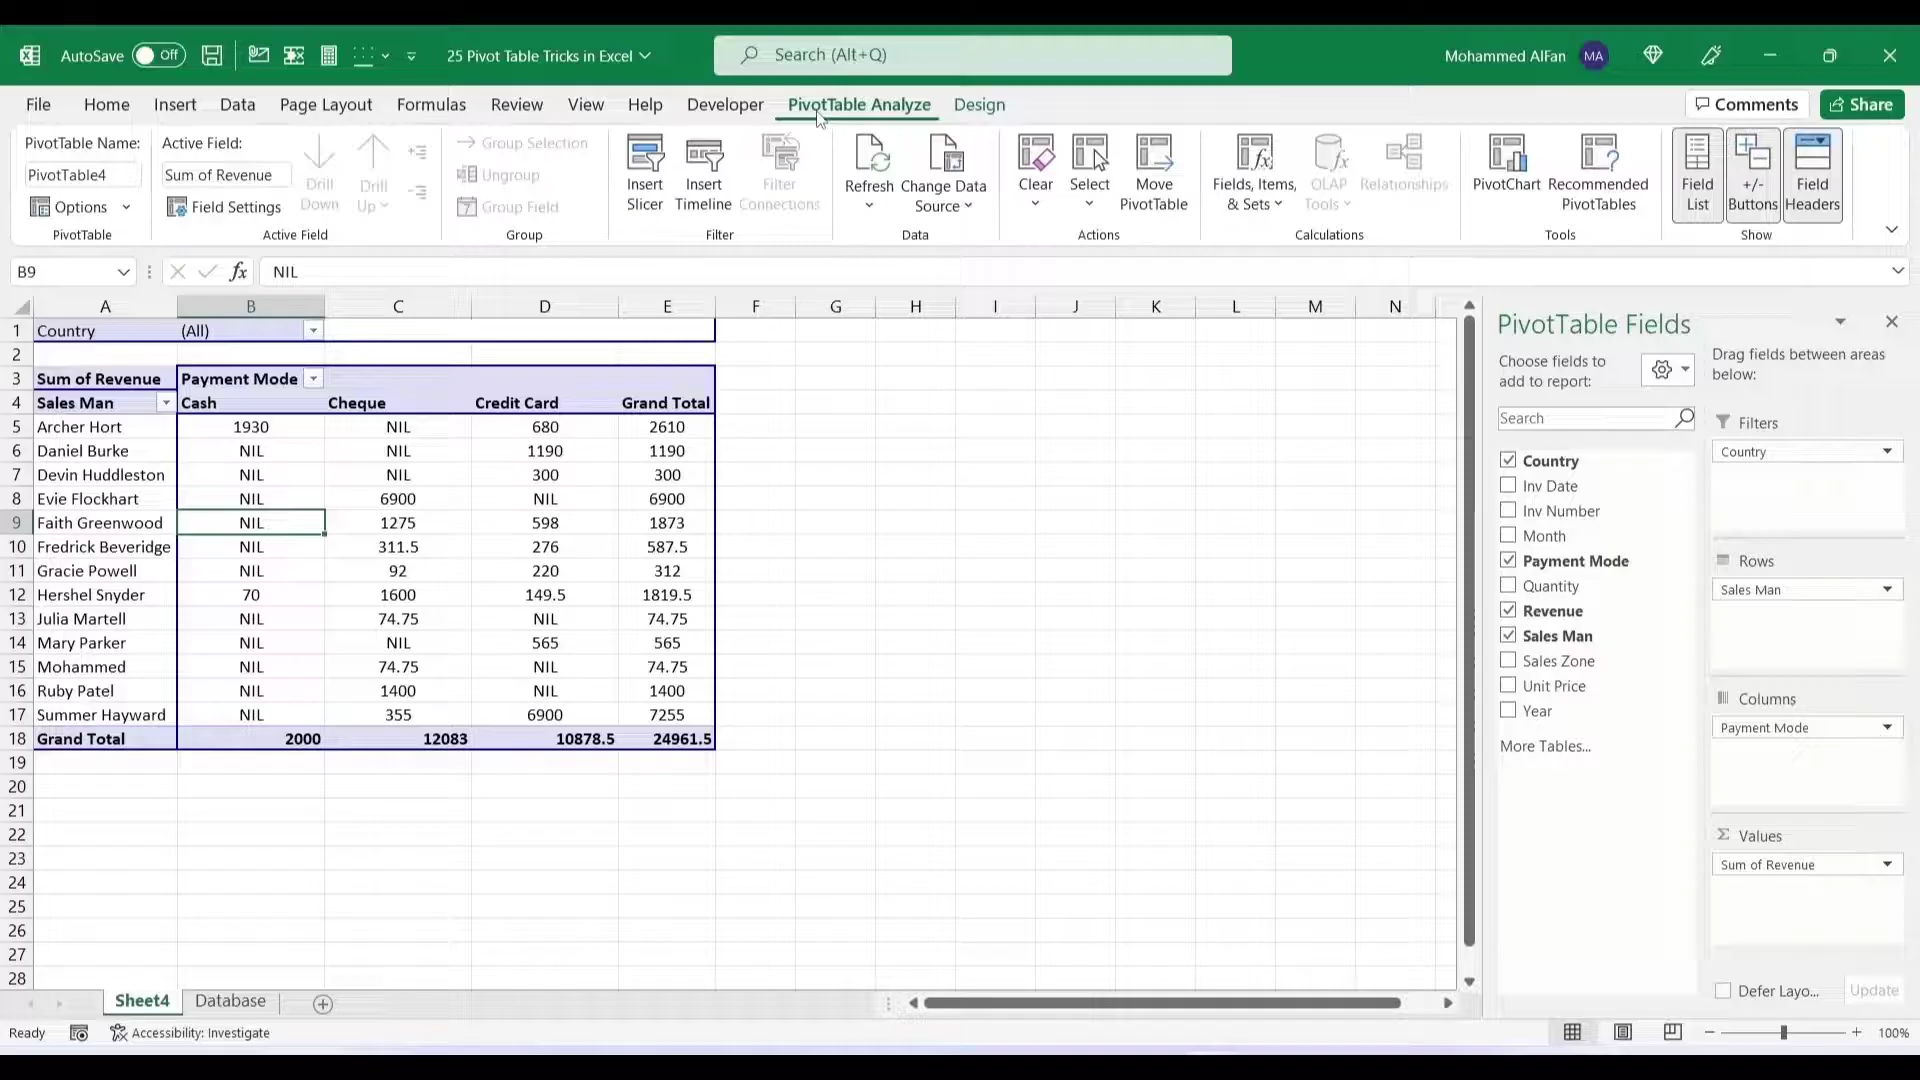 AutoSave Off 25 Pivot Table Tricks in Excel Search (Alt+Q) Mohammed AlFan MA
File Home Insert Data Page Layout Formulas Review View Help Developer PivotTable Analyze Design Comments Share
PivotTable Name:
PivotTable4
Options
PivotTable
Active Field:
Sum of Revenue
Field Settings
Drill Down
Drill Up
Active Field
Group Selection
Ungroup
Group Field
Group
Insert Slicer
Insert Timeline
Filter Connections
Filter
Refresh
Change Data Source
Data
Clear
Select
Move PivotTable
Actions
Fields, Items, & Sets
OLAP Tools
Relationships
Calculations
PivotChart
Recommended PivotTables
Tools
Field List
+/- Buttons
Field Headers
Show
B9 fx NIL
A B C D E F G H I J K L M N
1 Country (All)
2
3 Sum of Revenue Payment Mode
4 Sales Man Cash Cheque Credit Card Grand Total
5 Archer Hort 1930 NIL 680 2610
6 Daniel Burke NIL NIL 1190 1190
7 Devin Huddleston NIL NIL 300 300
8 Evie Flockhart NIL 6900 NIL 6900
9 Faith Greenwood NIL 1275 598 1873
10 Fredrick Beveridge NIL 311.5 276 587.5
11 Gracie Powell NIL 92 220 312
12 Hershel Snyder 70 1600 149.5 1819.5
13 Julia Martell NIL 74.75 NIL 74.75
14 Mary Parker NIL NIL 565 565
15 Mohammed NIL 74.75 NIL 74.75
16 Ruby Patel NIL 1400 NIL 1400
17 Summer Hayward NIL 355 6900 7255
18 Grand Total 2000 12083 10878.5 24961.5
19
20
21
22
23
24
25
26
27
28
PivotTable Fields
Choose fields to
add to report:
Search
Country
Inv Date
Inv Number
Month
Payment Mode
Quantity
Revenue
Sales Man
Sales Zone
Unit Price
Year
More Tables...
Drag fields between areas
below:
Filters
Country
Rows
Sales Man
Columns
Payment Mode
Σ Values
Sum of Revenue
Defer Layo... Update
Sheet4 Database
Ready Accessibility: Investigate 100%